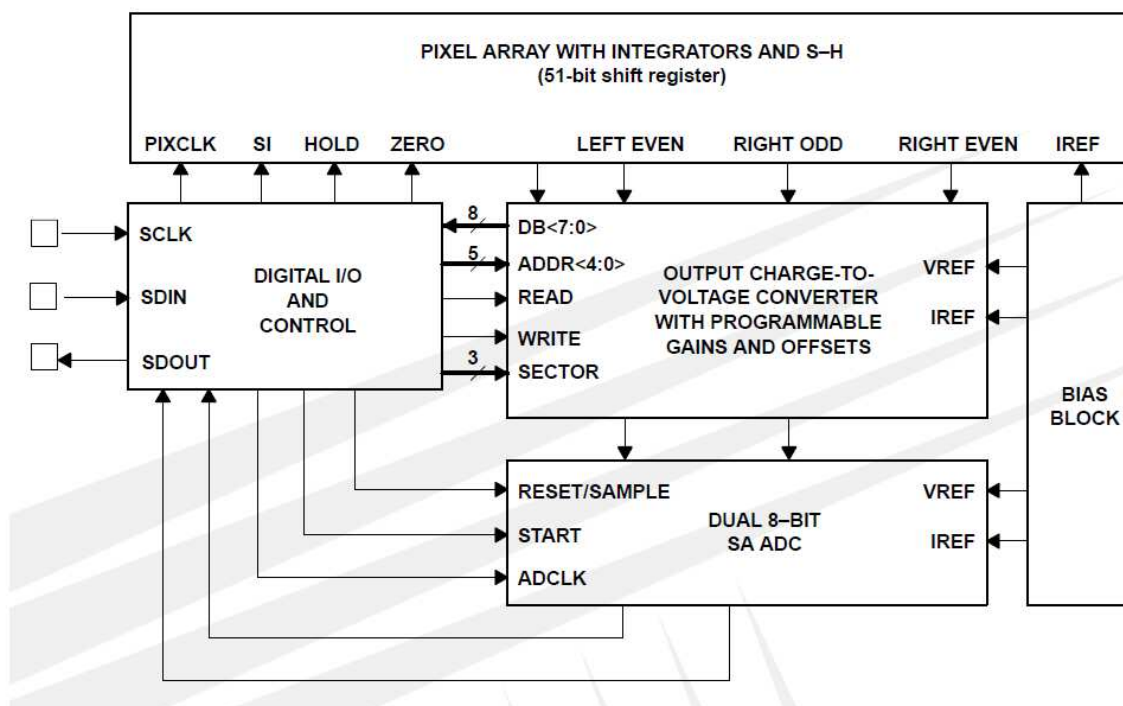 PIXEL ARRAY WITH INTEGRATORS AND S–H
(51-bit shift register)
PIXCLK SI HOLD ZERO LEFT EVEN RIGHT ODD RIGHT EVEN IREF
SCLK
SDIN
SDOUT
DIGITAL I/O
AND
CONTROL
8
5
3
DB<7:0>
ADDR<4:0>
READ
WRITE
SECTOR
OUTPUT CHARGE-TO-
VOLTAGE CONVERTER
WITH PROGRAMMABLE
GAINS AND OFFSETS
VREF
IREF
BIAS
BLOCK
RESET/SAMPLE
START
ADCLK
DUAL 8–BIT
SA ADC
VREF
IREF